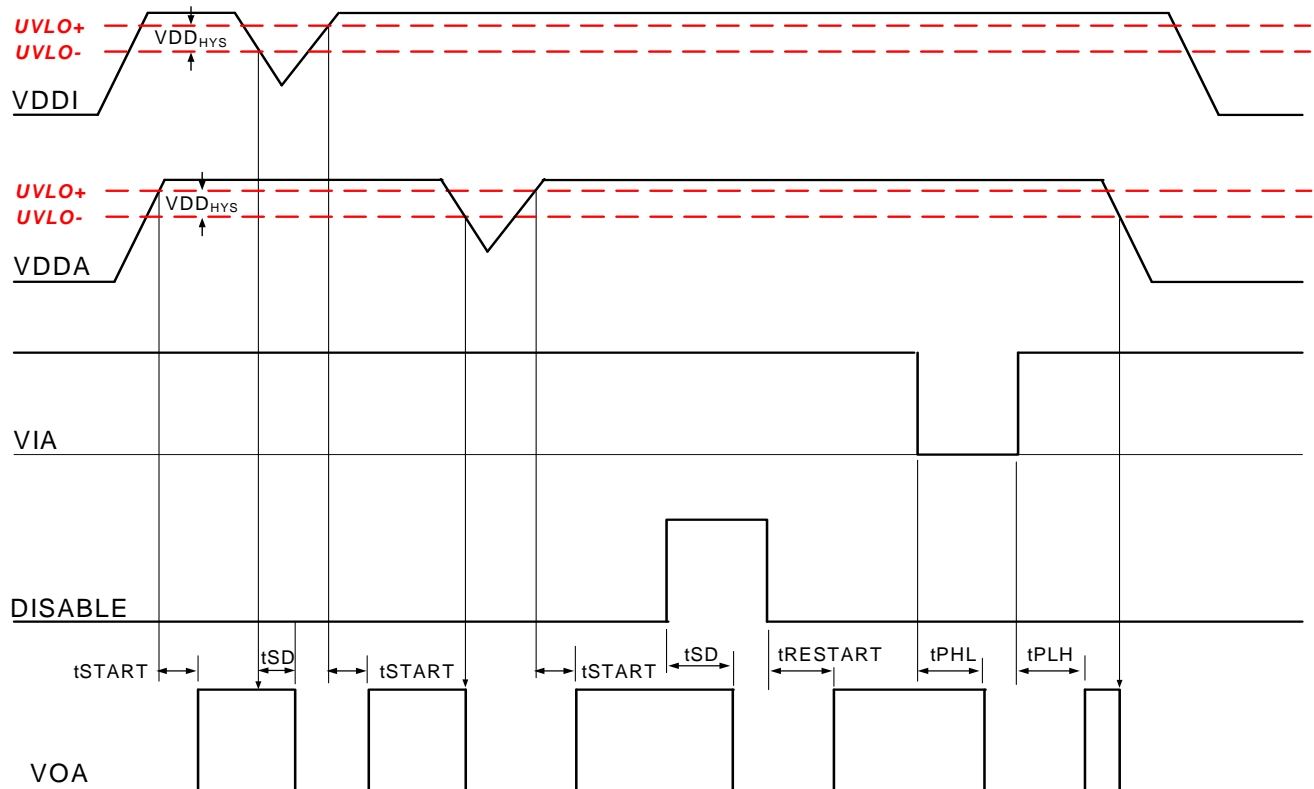 UVLO+
VDDHYS
UVLO-
VDDI
UVLO+
VDDHYS
UVLO-
VDDA
VIA
DISABLE
tSTART
tSD
tSTART
tSTART
tSD
tRESTART
tPHL
tPLH
VOA